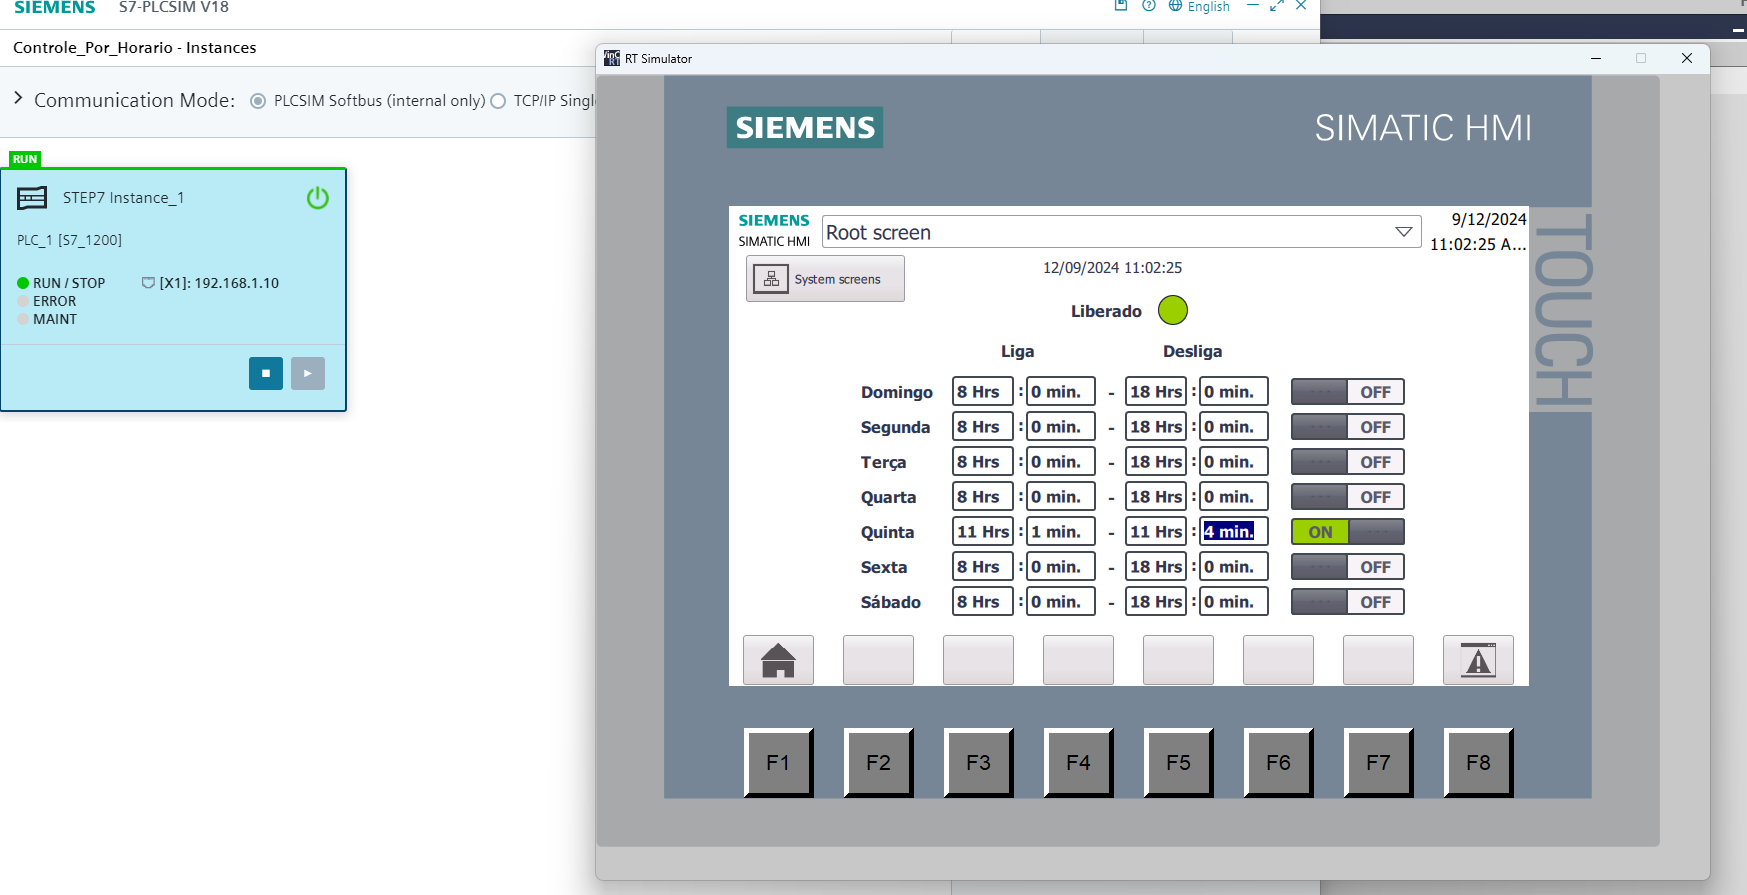 SIEMENS S7-PLCSIM V18
English
Controle_Por_Horario - Instances
Communication Mode: PLCSIM Softbus (internal only) TCP/IP Singl
RUN
STEP7 Instance_1
PLC_1 [S7_1200]
RUN / STOP [X1]: 192.168.1.10
ERROR
MAINT
RT Simulator
SIEMENS SIMATIC HMI
TOUCH
SIEMENS
SIMATIC HMI
Root screen
9/12/2024
11:02:25 A...
System screens
12/09/2024 11:02:25
Liberado
Liga Desliga
Domingo 8 Hrs : 0 min. - 18 Hrs : 0 min. OFF
Segunda 8 Hrs : 0 min. - 18 Hrs : 0 min. OFF
Terça 8 Hrs : 0 min. - 18 Hrs : 0 min. OFF
Quarta 8 Hrs : 0 min. - 18 Hrs : 0 min. OFF
Quinta 11 Hrs : 1 min. - 11 Hrs : 4 min. ON
Sexta 8 Hrs : 0 min. - 18 Hrs : 0 min. OFF
Sábado 8 Hrs : 0 min. - 18 Hrs : 0 min. OFF
F1 F2 F3 F4 F5 F6 F7 F8